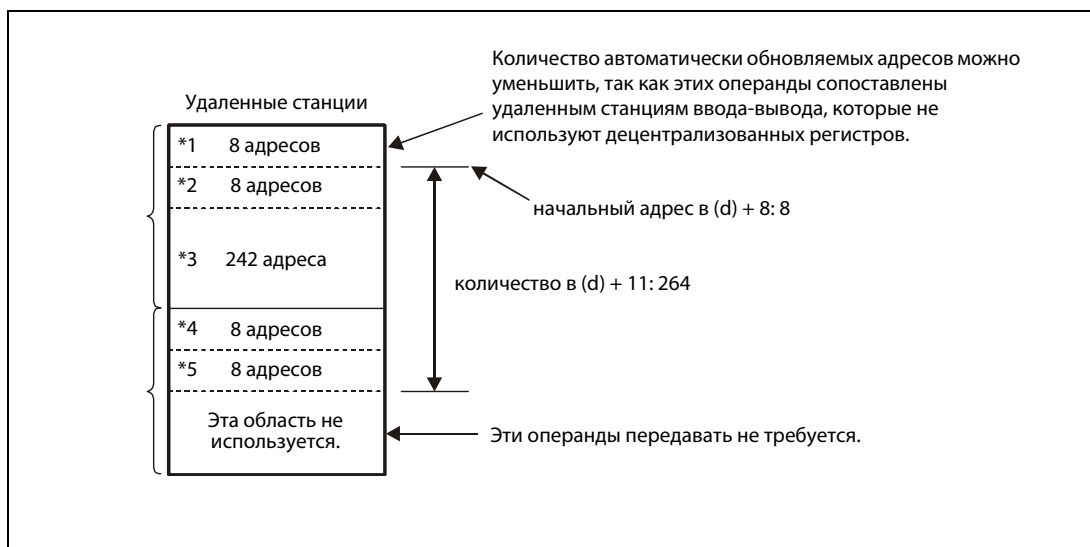 Количество автоматически обновляемых адресов можно
уменьшить, так как этих операнды сопоставлены
удаленным станциям ввода-вывода, которые не
используют децентрализованных регистров.
Удаленные станции
*1 8 адресов
*2 8 адресов
начальный адрес в (d) + 8: 8
*3 242 адреса
количество в (d) + 11: 264
*4 8 адресов
*5 8 адресов
Эта область не
используется.
Эти операнды передавать не требуется.